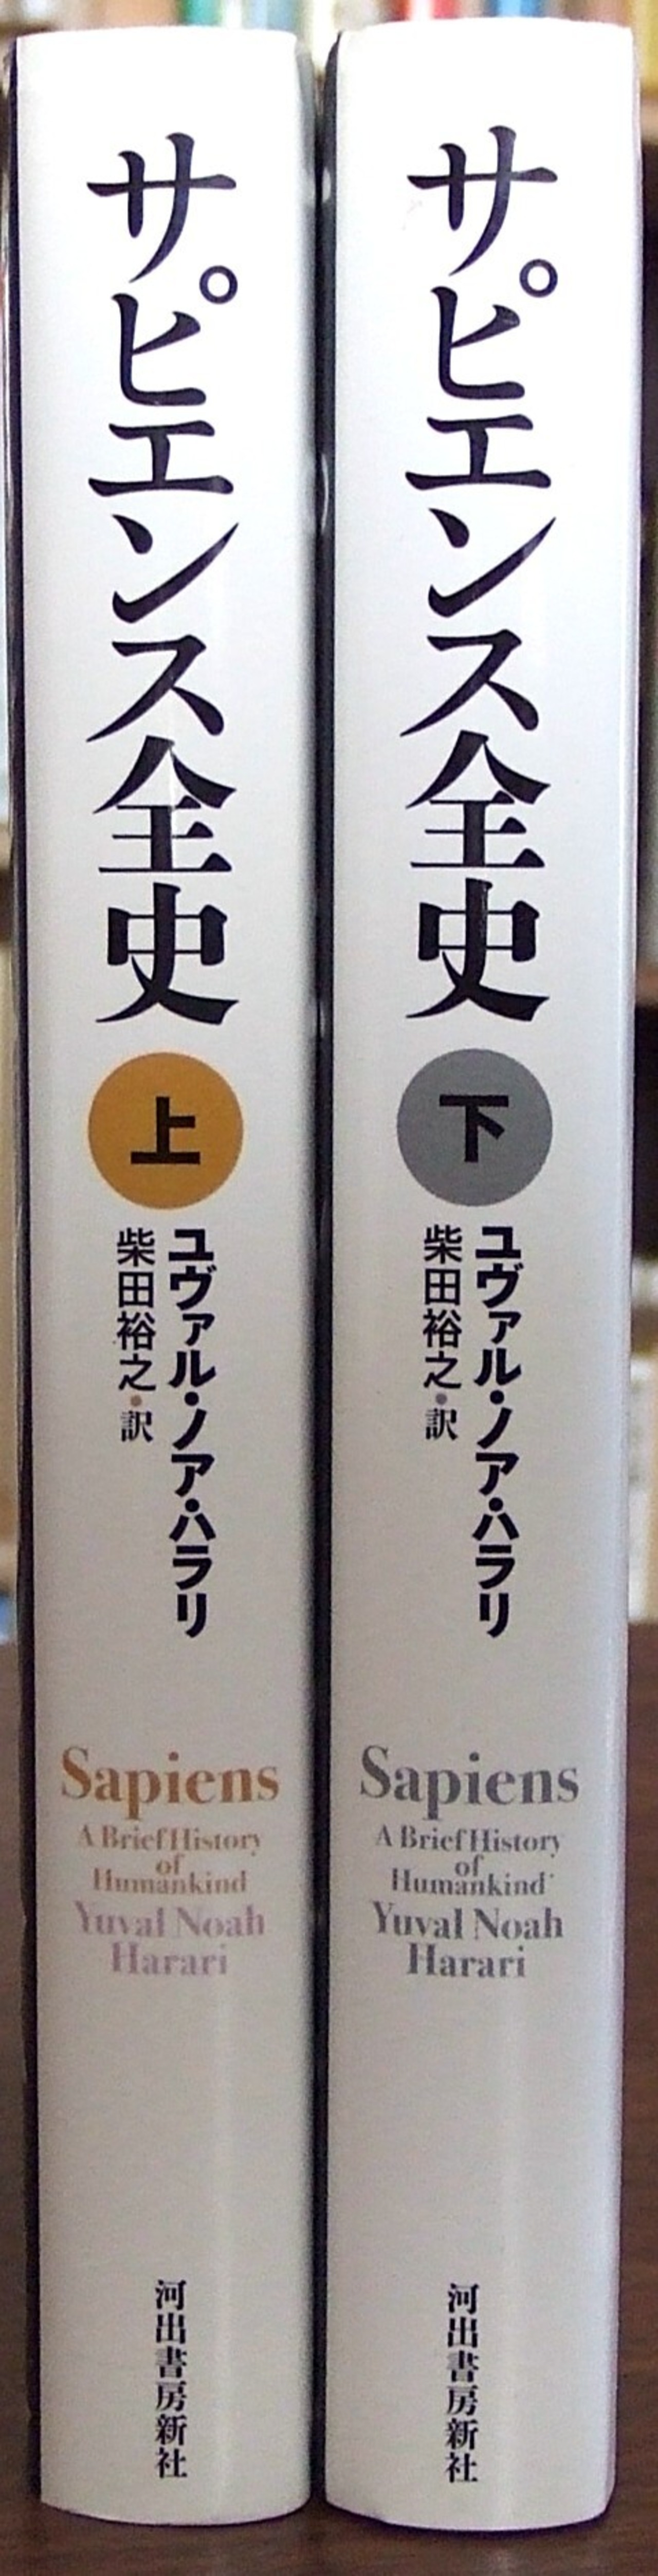 サピエンス全史
上
ユヴァル・ノア・ハラリ
柴田裕之・訳
Sapiens
A Brief History
of
Humankind
Yuval Noah
Harari
河出書房新社
サピエンス全史
下
ユヴァル・ノア・ハラリ
柴田裕之・訳
Sapiens
A Brief History
of
Humankind
Yuval Noah
Harari
河出書房新社